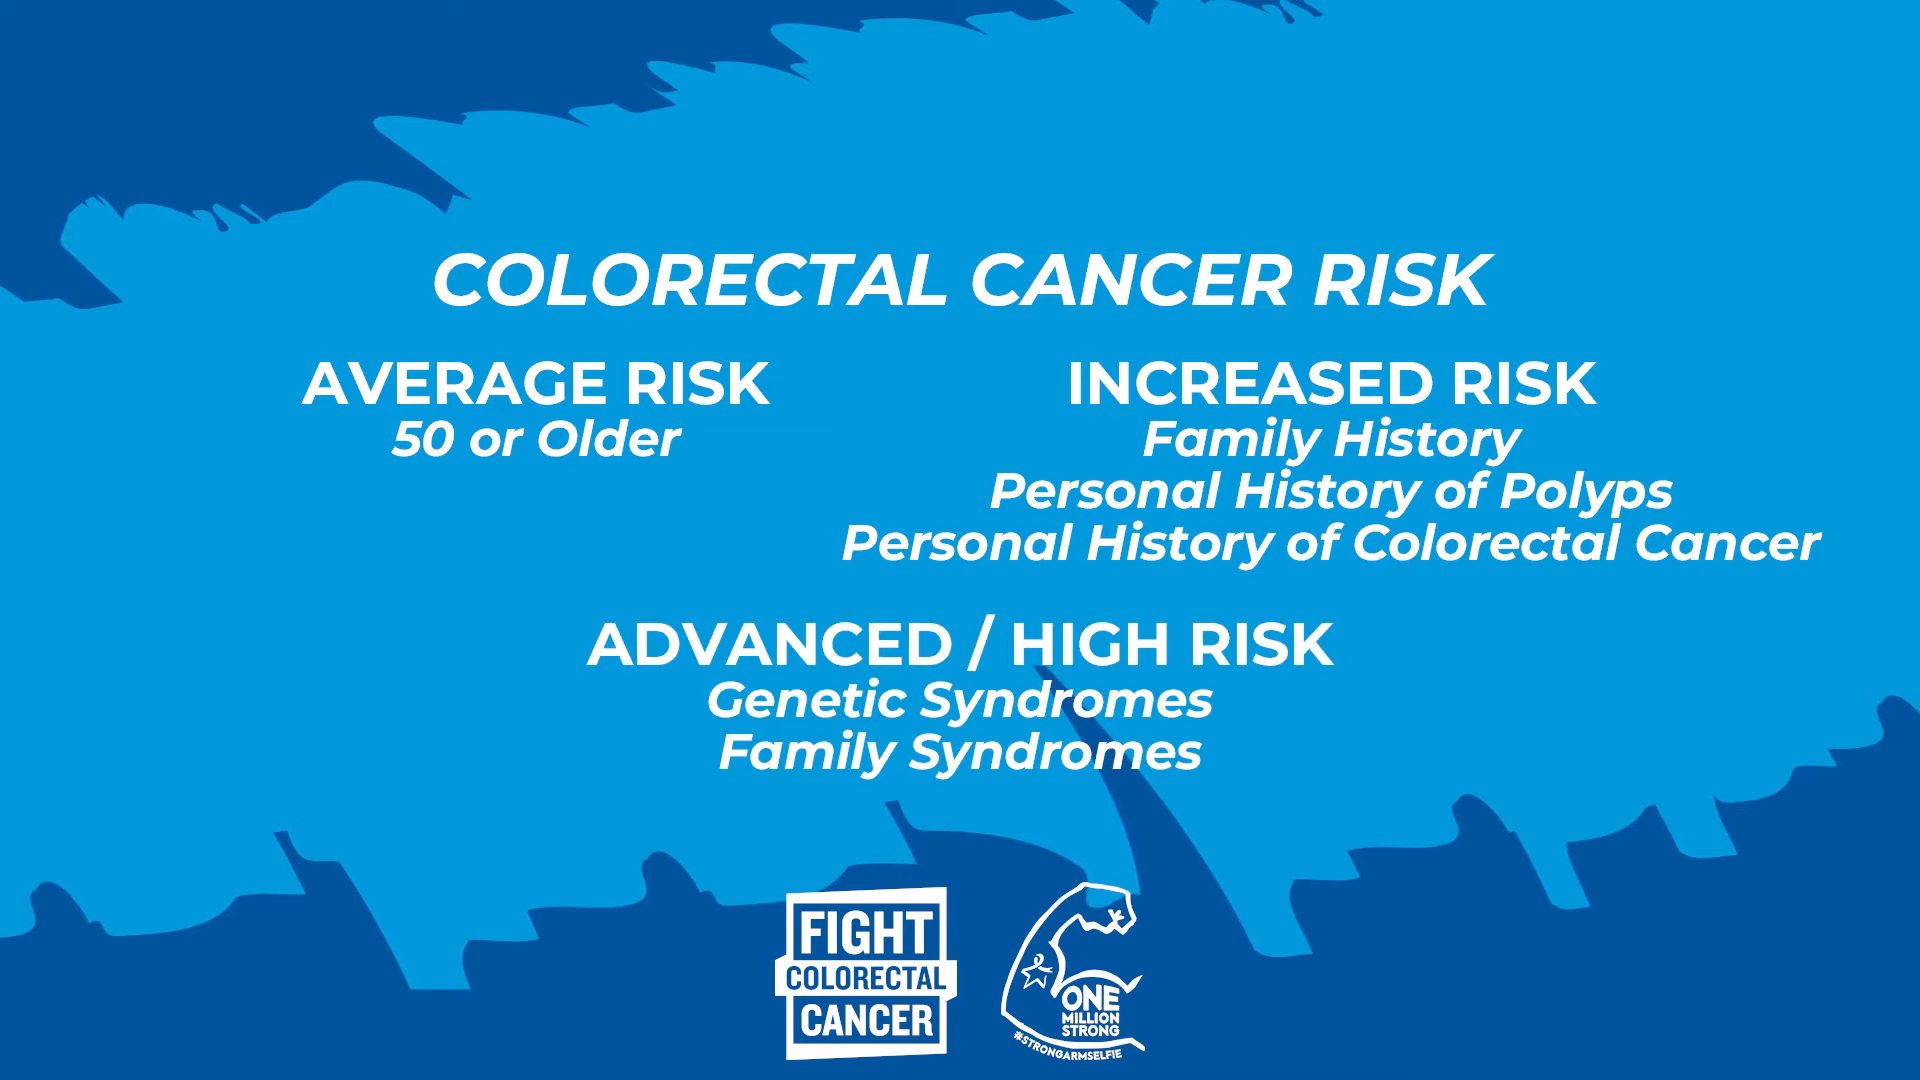 COLORECTAL CANCER RISK
AVERAGE RISK
50 or Older
INCREASED RISK
Family History
Personal History of Polyps
Personal History of Colorectal Cancer
ADVANCED / HIGH RISK
Genetic Syndromes
Family Syndromes
FIGHT
COLORECTAL
CANCER
ONE
MILLION
STRONG
#STRONGARMSELFIE